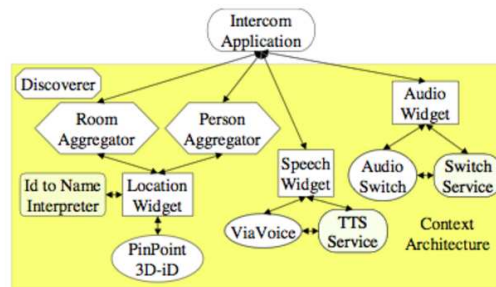 Intercom
Application
Discoverer
Audio
Widget
Room
Aggregator
Person
Aggregator
Speech
Widget
Audio
Switch
Switch
Service
Id to Name
Interpreter
Location
Widget
ViaVoice
TTS
Service
Context
Architecture
PinPoint
3D-iD